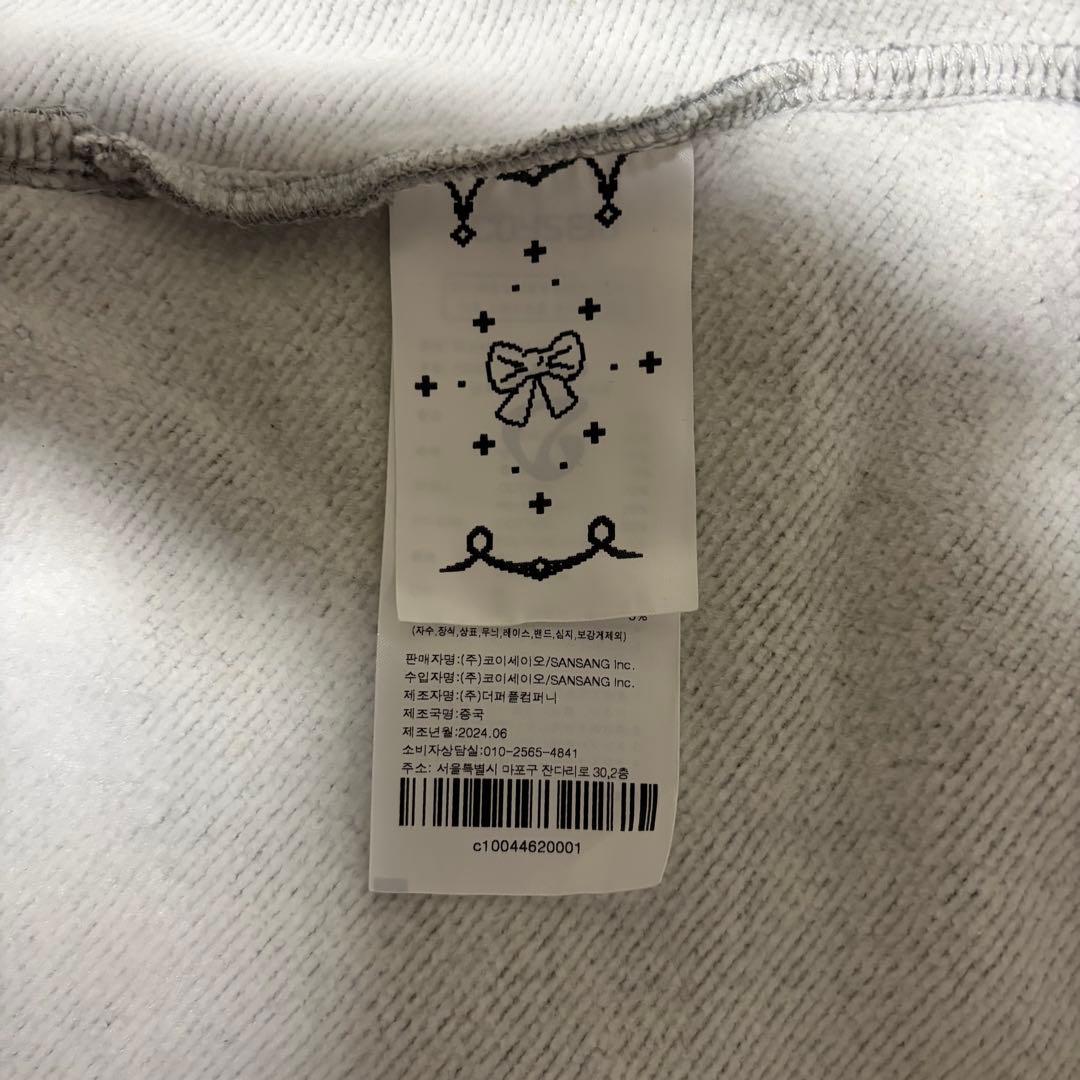 (자수,장식,상표,무늬,레이스,밴드,심지,보강게제외)
판매자명:(주)코이세이오/SANSANG Inc.
수입자명:(주)코이세이오/SANSANG Inc.
제조자명:(주)더퍼플컴퍼니
제조국명:중국
제조년월:2024.06
소비자상담실:010-2565-4841
주소: 서울특별시 마포구 잔다리로 30,2층
c10044620001